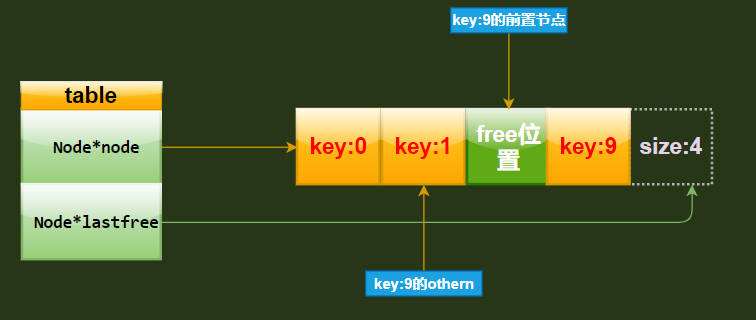 key:9的前置节点
table
Node*node
Node*lastfree
key:0
key:1
free位
置
key:9
size:4
key:9的othern